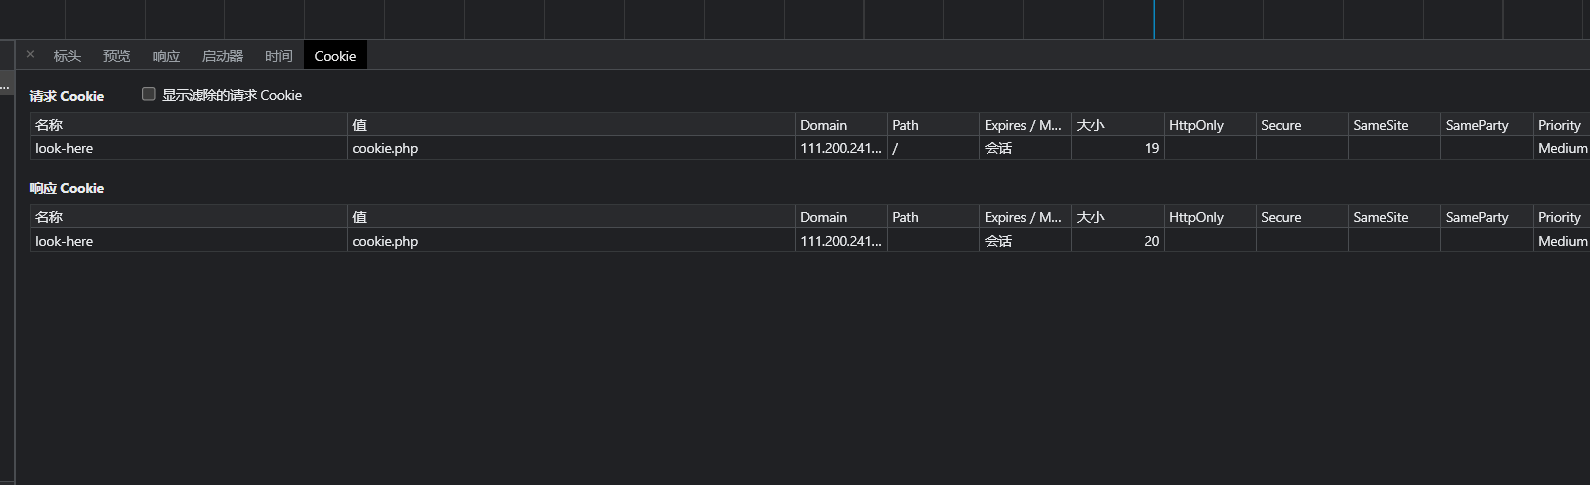 × 标头 预览 响应 启动器 时间 Cookie
...
请求 Cookie 显示滤除的请求 Cookie
名称 值 Domain Path Expires / M... 大小 HttpOnly Secure SameSite SameParty Priority
look-here cookie.php 111.200.241... / 会话 19 Medium
响应 Cookie
名称 值 Domain Path Expires / M... 大小 HttpOnly Secure SameSite SameParty Priority
look-here cookie.php 111.200.241... 会话 20 Medium